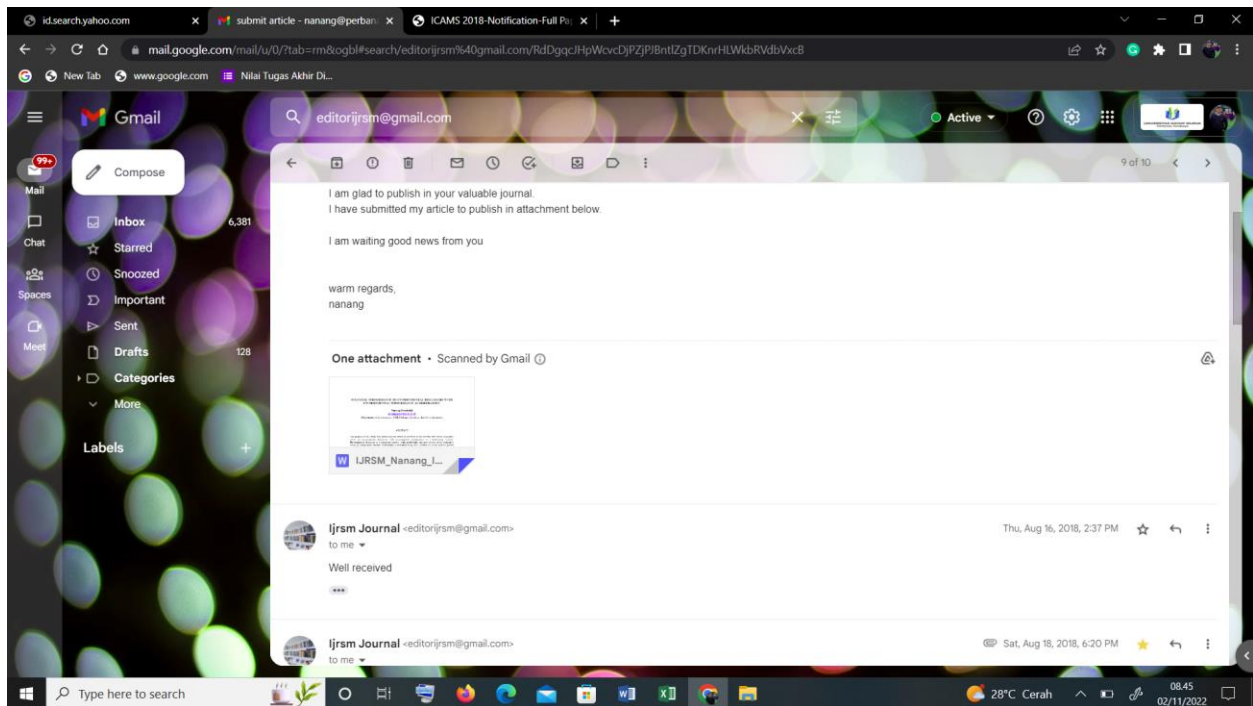 id.search.yahoo.com
submit article - nanang@perban
ICAMS 2018-Notification-Full Pa
mail.google.com/mail/u/0/?tab=rm&ogbl#search/editorijrsm%40gmail.com/RdDgqcJHpWcvcDjPZjPJBntlZgTDKnrHLWkbRVdbVxcB
New Tab
www.google.com
Nilai Tugas Akhir Di...
Gmail
editorijrsm@gmail.com
Active
99+
Mail
Compose
9 of 10
Chat
Spaces
Meet
Inbox 6,381
Starred
Snoozed
Important
Sent
Drafts 128
Categories
More
Labels
I am glad to publish in your valuable journal.
I have submitted my article to publish in attachment below.
I am waiting good news from you
warm regards,
nanang
One attachment • Scanned by Gmail
W IJRSM_Nanang_I...
Ijrsm Journal <editorijrsm@gmail.com>
Thu, Aug 16, 2018, 2:37 PM
to me
Well received
Ijrsm Journal <editorijrsm@gmail.com>
Sat, Aug 18, 2018, 6:20 PM
to me
Type here to search
28°C Cerah
08.45
02/11/2022